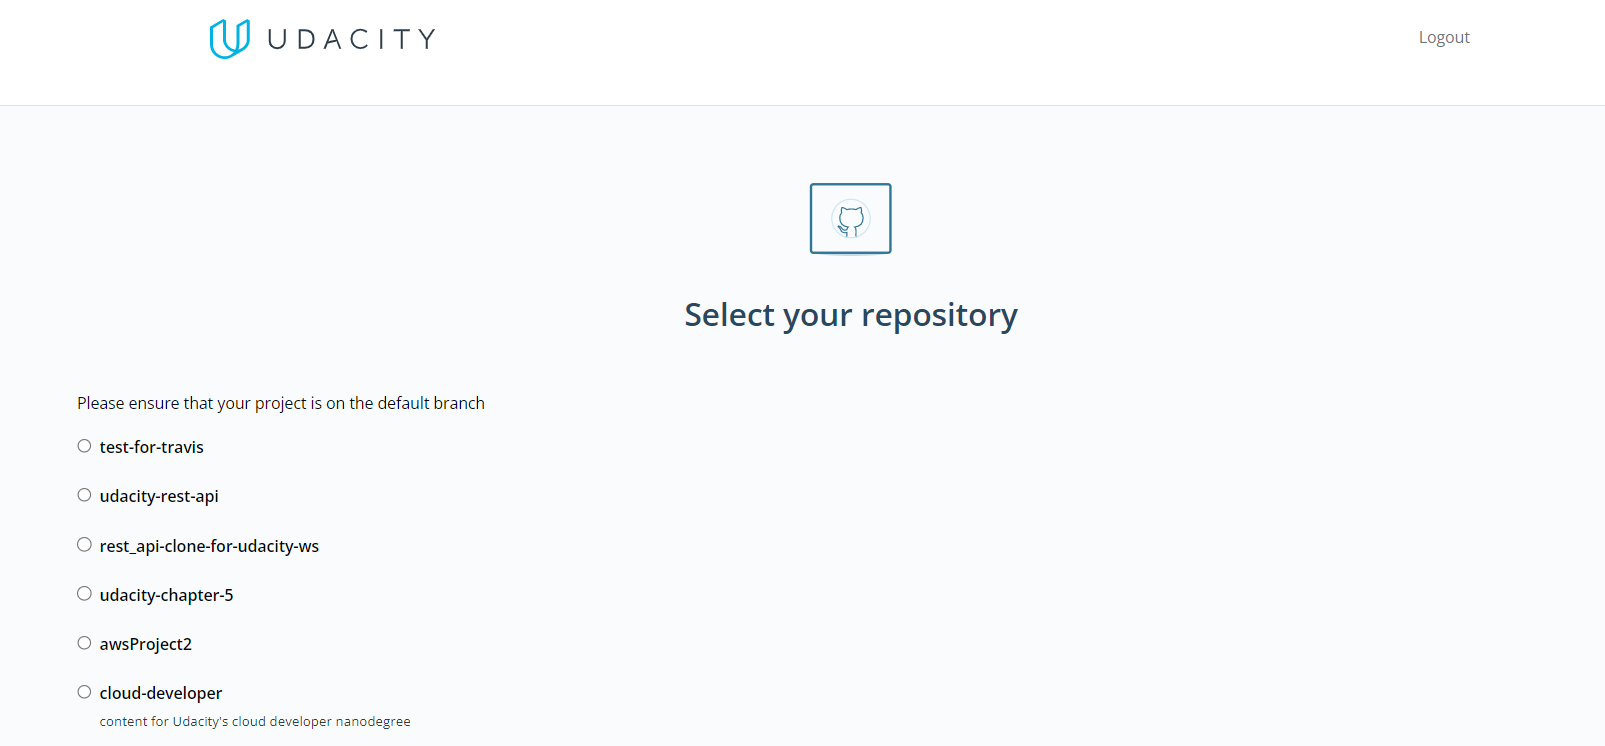 UDACITY
Logout
Select your repository
Please ensure that your project is on the default branch
test-for-travis
udacity-rest-api
rest_api-clone-for-udacity-ws
udacity-chapter-5
awsProject2
cloud-developer
content for Udacity's cloud developer nanodegree